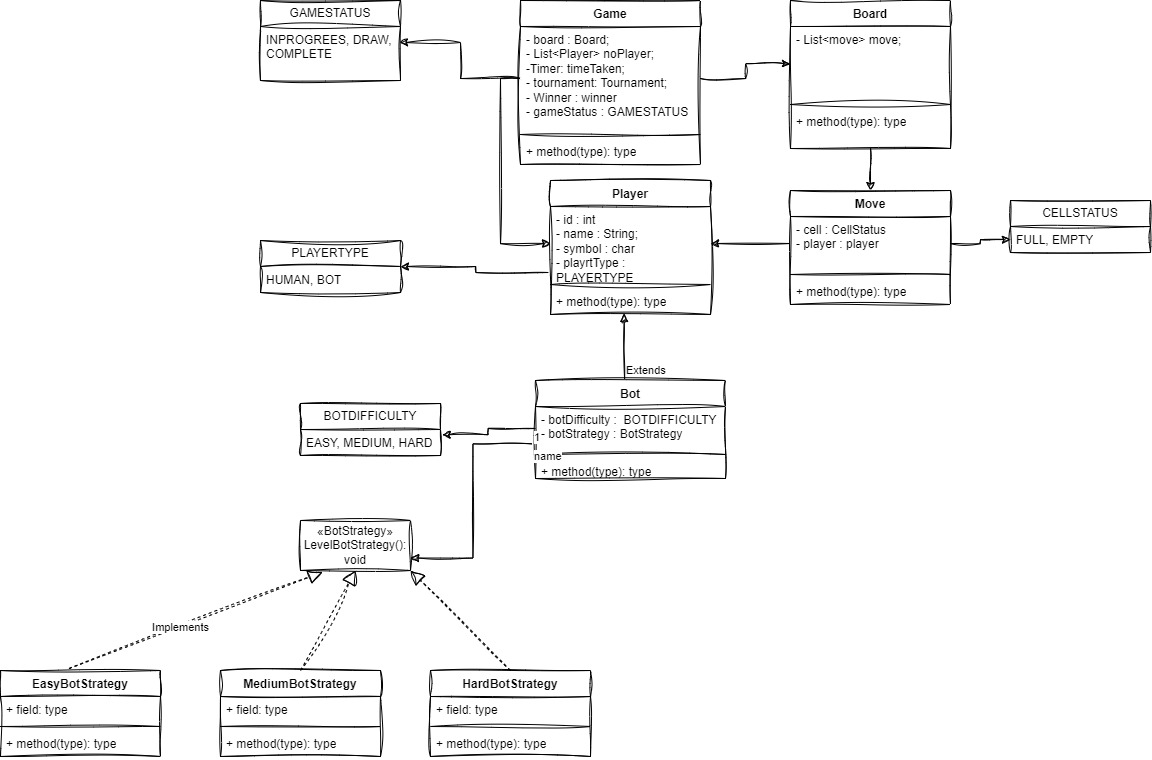 GAMESTATUS
INPROGREES, DRAW,
COMPLETE
Game
- board : Board;
- List<Player> noPlayer;
-Timer: timeTaken;
- tournament: Tournament;
- Winner : winner
- gameStatus : GAMESTATUS
+ method(type): type
Board
- List<move> move;
+ method(type): type
Player
- id : int
- name : String;
- symbol : char
- playrtType :
PLAYERTYPE
+ method(type): type
Move
- cell : CellStatus
- player : player
+ method(type): type
CELLSTATUS
FULL, EMPTY
PLAYERTYPE
HUMAN, BOT
Extends
Bot
- botDifficulty :  BOTDIFFICULTY
- botStrategy : BotStrategy
1
name
+ method(type): type
BOTDIFFICULTY
EASY, MEDIUM, HARD
«BotStrategy»
LevelBotStrategy():
void
Implements
EasyBotStrategy
+ field: type
+ method(type): type
MediumBotStrategy
+ field: type
+ method(type): type
HardBotStrategy
+ field: type
+ method(type): type